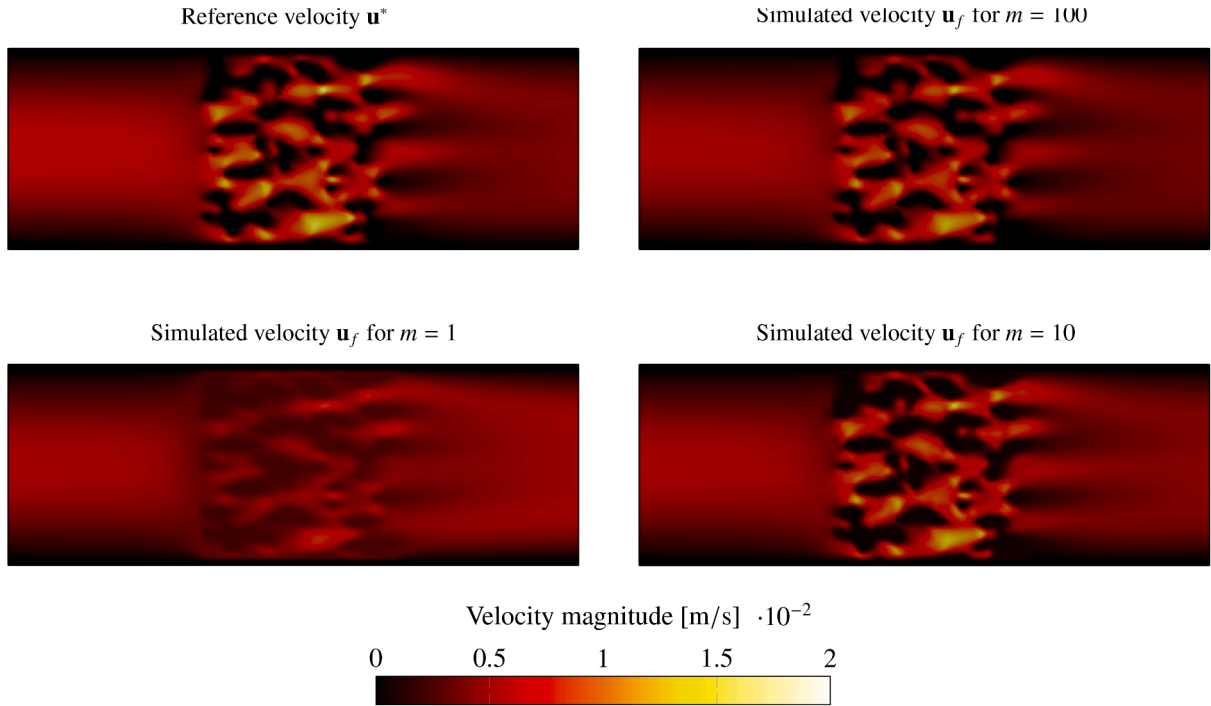 Reference velocity u*
Simulated velocity u_f for m = 100
Simulated velocity u_f for m = 1
Simulated velocity u_f for m = 10
Velocity magnitude [m/s] ·10⁻²
0 0.5 1 1.5 2